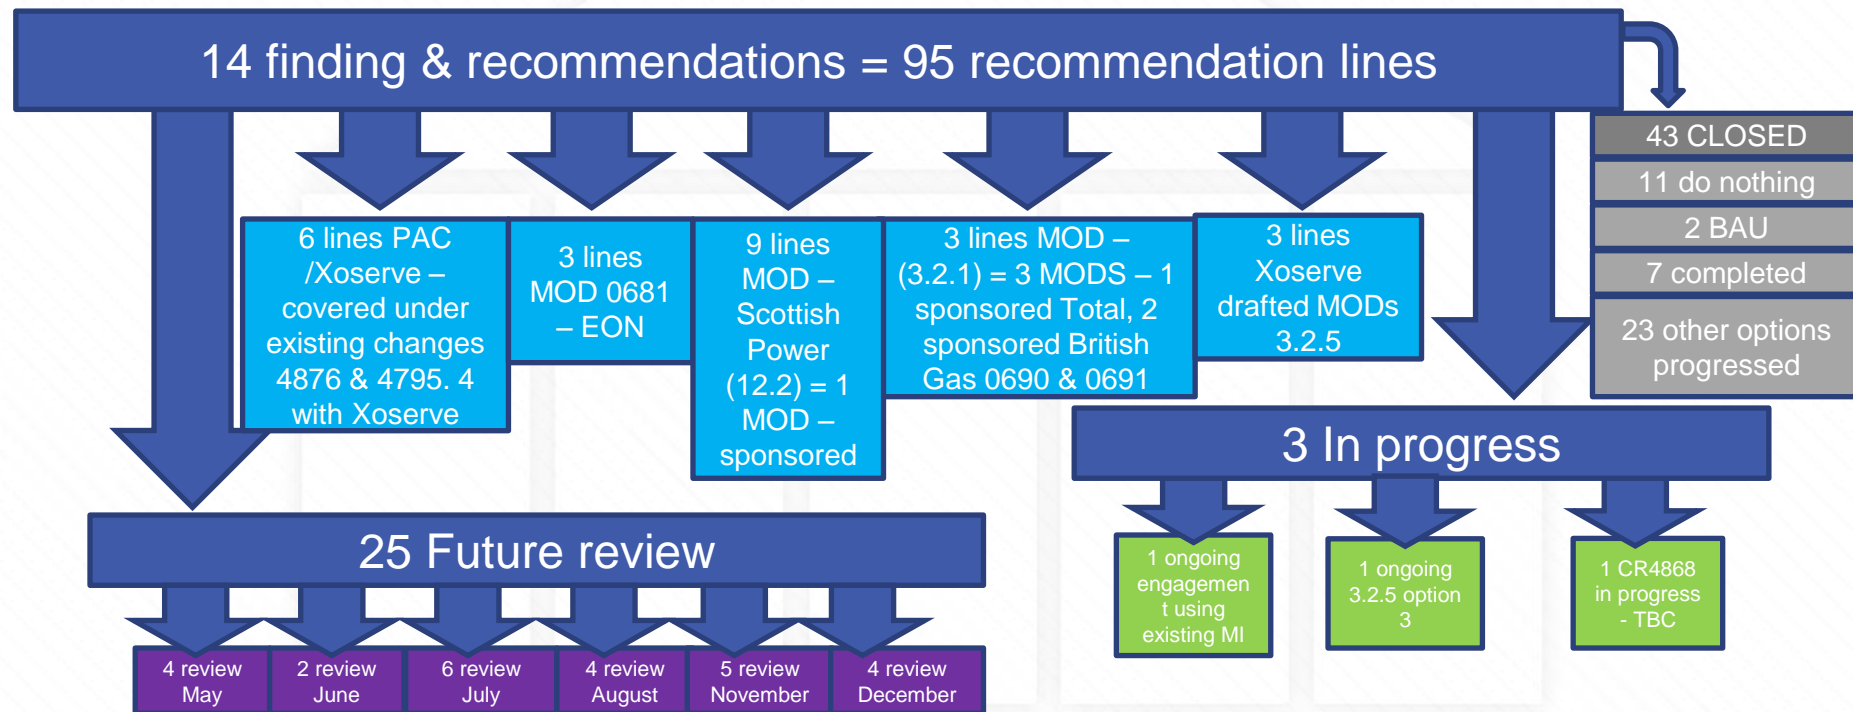 14 finding & recommendations = 95 recommendation lines
43 CLOSED
11 do nothing
2 BAU
7 completed
23 other options
progressed
6 lines PAC
/Xoserve –
covered under
existing changes
4876 & 4795. 4
with Xoserve
3 lines
MOD 0681
– EON
9 lines
MOD –
Scottish
Power
(12.2) = 1
MOD –
sponsored
3 lines MOD –
(3.2.1) = 3 MODS – 1
sponsored Total, 2
sponsored British
Gas 0690 & 0691
3 lines
Xoserve
drafted MODs
3.2.5
3 In progress
1 ongoing
engagemen
t using
existing MI
1 ongoing
3.2.5 option
3
1 CR4868
in progress
- TBC
25 Future review
4 review
May
2 review
June
6 review
July
4 review
August
5 review
November
4 review
December